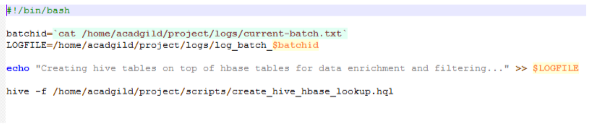 #!/bin/bash
batchid=`cat /home/acadgild/project/logs/current-batch.txt`
LOGFILE=/home/acadgild/project/logs/log_batch_$batchid
echo "Creating hive tables on top of hbase tables for data enrichment and filtering..." >> $LOGFILE
hive -f /home/acadgild/project/scripts/create_hive_hbase_lookup.hql